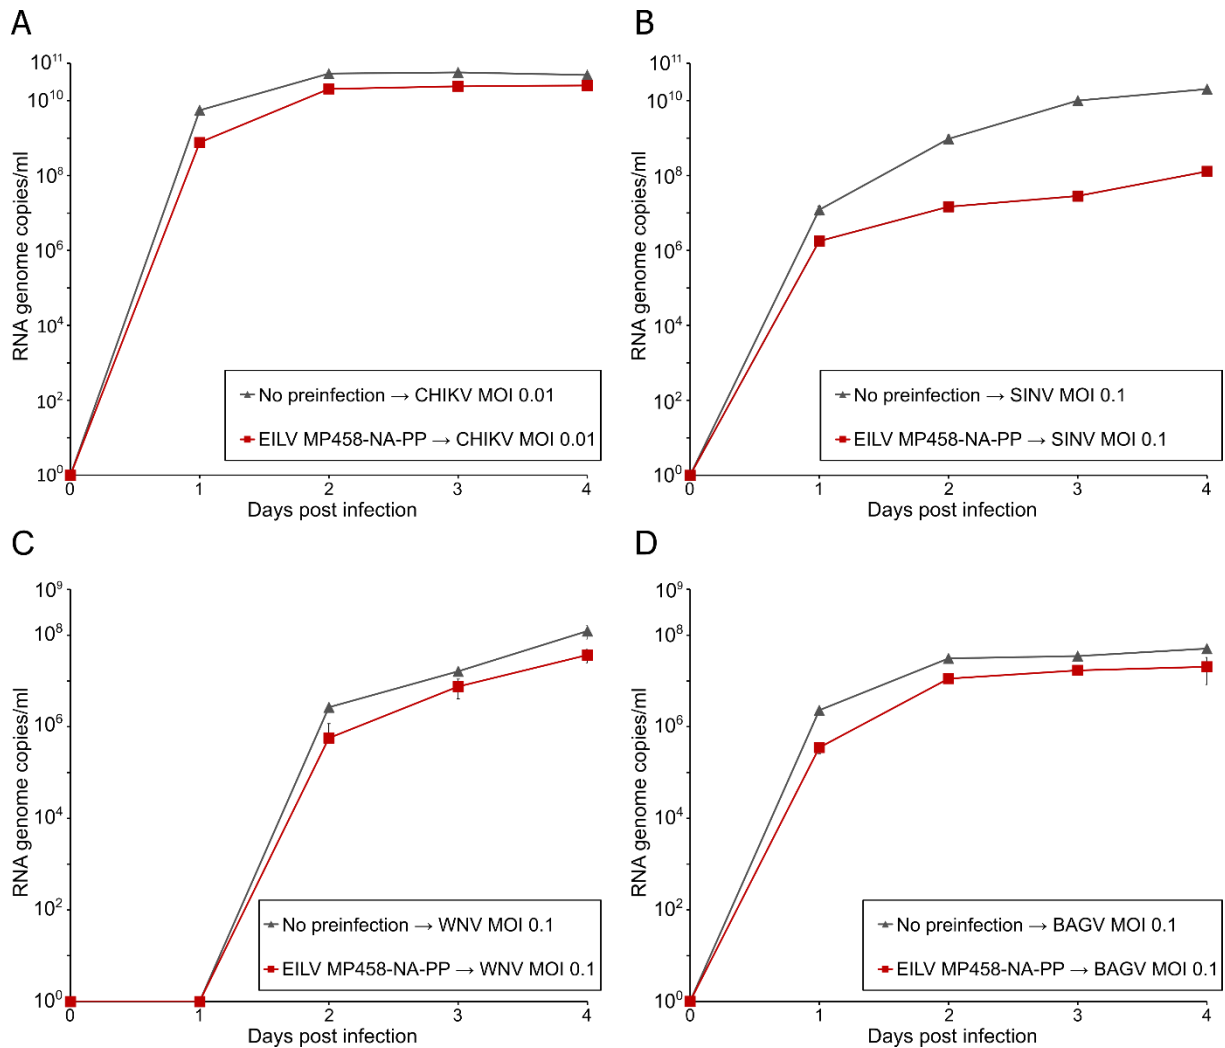 A
10¹¹
10¹⁰
10⁸
10⁶
10⁴
10²
10⁰
RNA genome copies/ml
No preinfection → CHIKV MOI 0.01
EILV MP458-NA-PP → CHIKV MOI 0.01
0 1 2 3 4
Days post infection
B
10¹¹
10¹⁰
10⁸
10⁶
10⁴
10²
10⁰
RNA genome copies/ml
No preinfection → SINV MOI 0.1
EILV MP458-NA-PP → SINV MOI 0.1
0 1 2 3 4
Days post infection
C
10⁹
10⁸
10⁶
10⁴
10²
10⁰
RNA genome copies/ml
No preinfection → WNV MOI 0.1
EILV MP458-NA-PP → WNV MOI 0.1
0 1 2 3 4
Days post infection
D
10⁹
10⁸
10⁶
10⁴
10²
10⁰
RNA genome copies/ml
No preinfection → BAGV MOI 0.1
EILV MP458-NA-PP → BAGV MOI 0.1
0 1 2 3 4
Days post infection